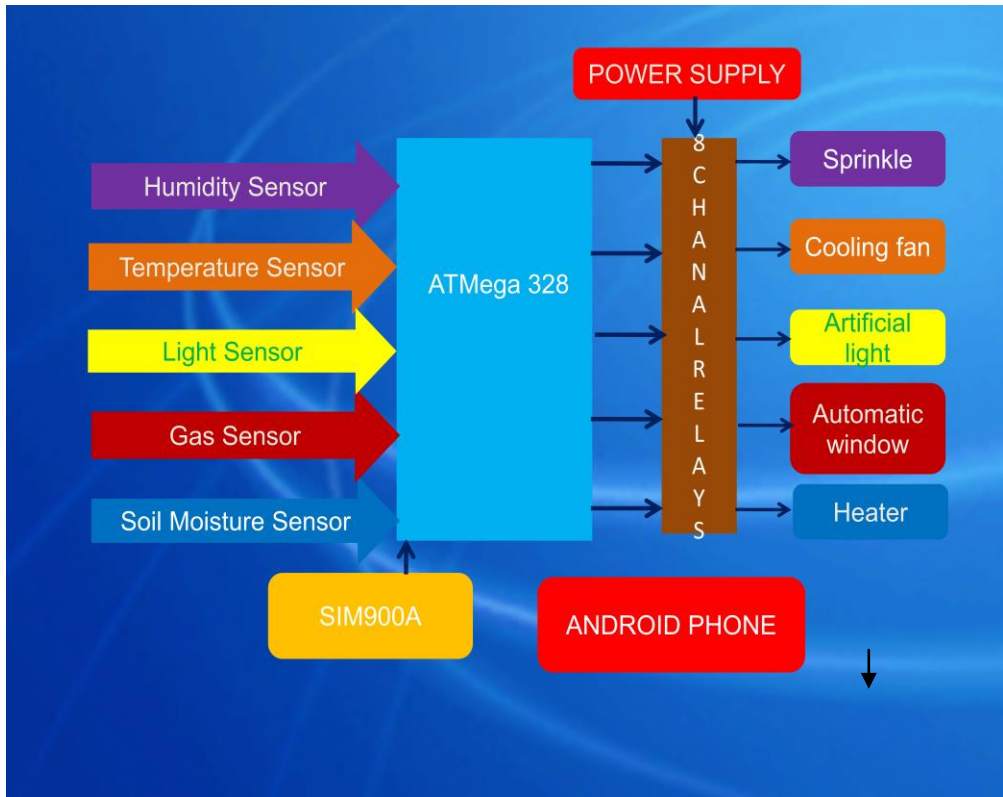 POWER SUPPLY
Humidity Sensor
Temperature Sensor
Light Sensor
Gas Sensor
Soil Moisture Sensor
ATMega 328
8CHANALRELAYS
Sprinkle
Cooling fan
Artificial
light
Automatic
window
Heater
SIM900A
ANDROID PHONE